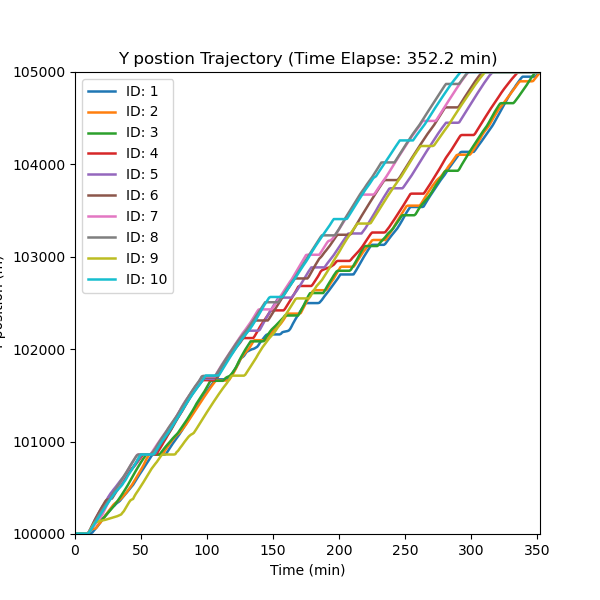 Y postion Trajectory (Time Elapse: 352.2 min)
105000
104000
103000
102000
101000
100000
ID: 1
ID: 2
ID: 3
ID: 4
ID: 5
ID: 6
ID: 7
ID: 8
ID: 9
ID: 10
0 50 100 150 200 250 300 350
Time (min)